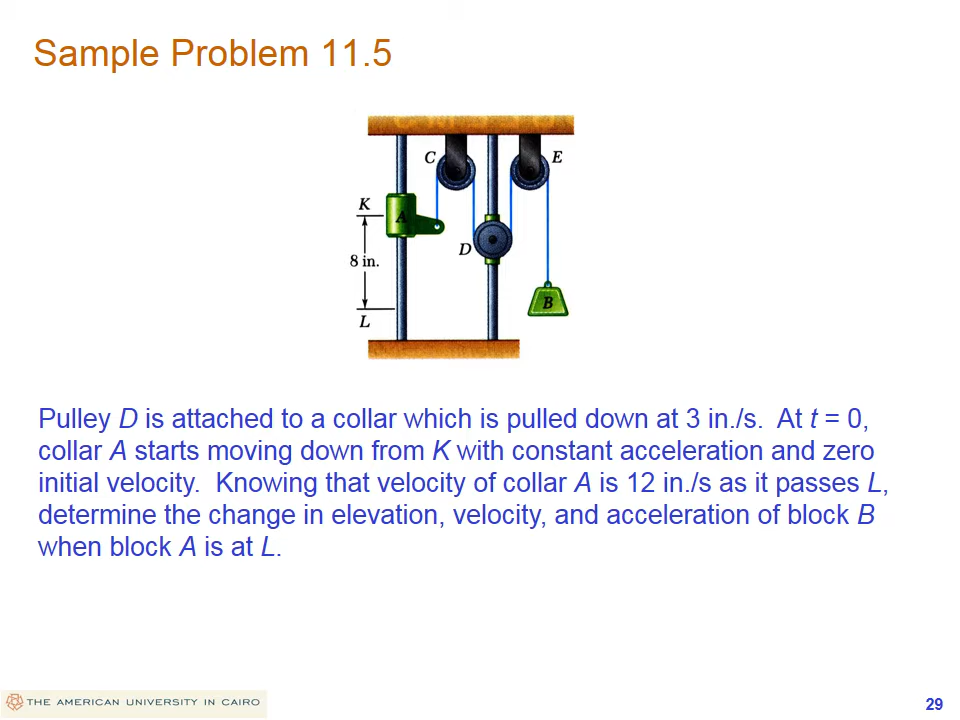 Sample Problem 11.5
C
E
K
A
D
8 in.
B
L
Pulley D is attached to a collar which is pulled down at 3 in./s. At t = 0,
collar A starts moving down from K with constant acceleration and zero
initial velocity. Knowing that velocity of collar A is 12 in./s as it passes L,
determine the change in elevation, velocity, and acceleration of block B
when block A is at L.
THE AMERICAN UNIVERSITY IN CAIRO
29